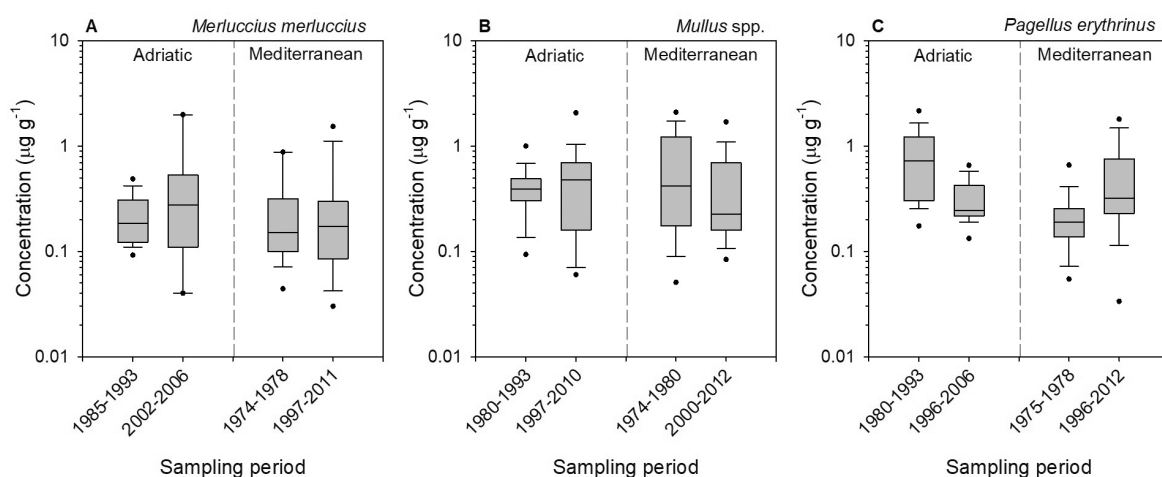 A Merluccius merluccius
Adriatic Mediterranean
Concentration (µg g-1)
10
1
0.1
0.01
1985-1993
2002-2006
1974-1978
1997-2011
Sampling period
B Mullus spp.
Adriatic Mediterranean
Concentration (µg g-1)
10
1
0.1
0.01
1980-1993
1997-2010
1974-1980
2000-2012
Sampling period
C Pagellus erythrinus
Adriatic Mediterranean
Concentration (µg g-1)
10
1
0.1
0.01
1980-1993
1996-2006
1975-1978
1996-2012
Sampling period